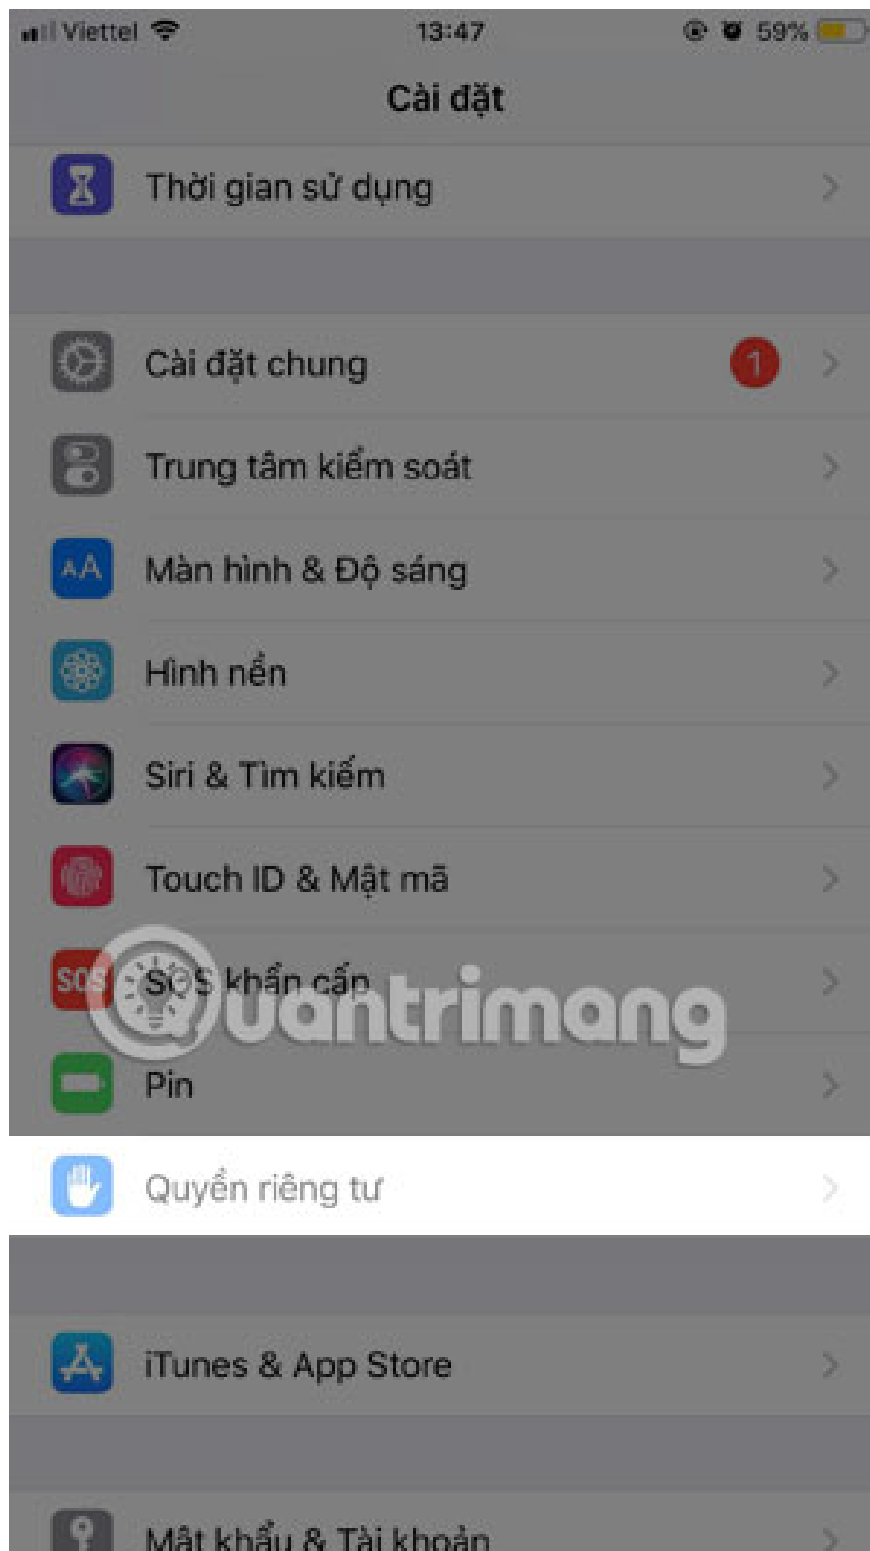 Viettel 13:47 59%
Cài đặt
Thời gian sử dụng
Cài đặt chung 1
Trung tâm kiểm soát
AA Màn hình & Độ sáng
Hình nền
Siri & Tìm kiếm
Touch ID & Mật mã
SOS SOS khẩn cấp
Quantrimang
Pin
Quyền riêng tư
iTunes & App Store
Mật khẩu & Tài khoản